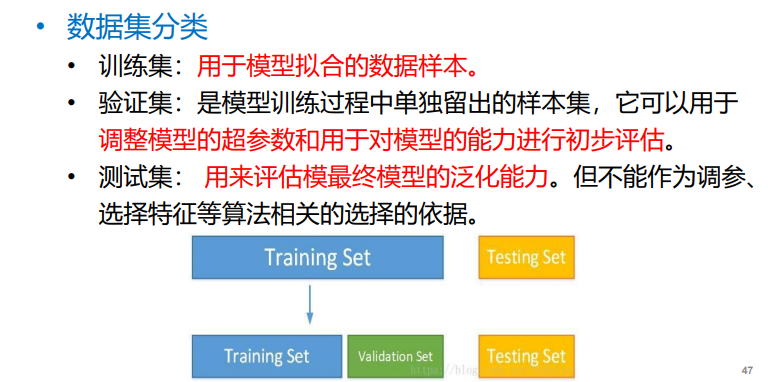 • 数据集分类
• 训练集：用于模型拟合的数据样本。
• 验证集：是模型训练过程中单独留出的样本集，它可以用于
调整模型的超参数和用于对模型的能力进行初步评估。
• 测试集： 用来评估模最终模型的泛化能力。但不能作为调参、
选择特征等算法相关的选择的依据。
Training Set Testing Set
Training Set Validation Set Testing Set
https://blog
47